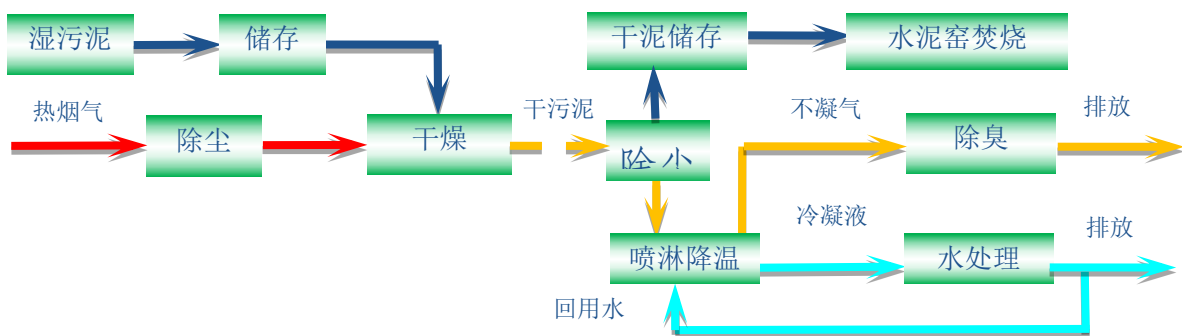 湿污泥
储存
干泥储存
水泥窑焚烧
热烟气
除尘
干燥
干污泥
不凝气
除臭
排放
喷淋降温
冷凝液
水处理
排放
回用水